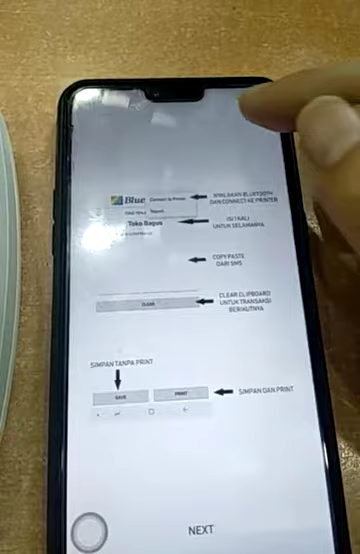 Blue Connect to Printer
NYALAKAN BLUETOOTH
DAN CONNECT KE PRINTER
Toko Bagus
ISI 1 KALI
UNTUK SELAMANYA
COPY PASTE
DARI SMS
CLEAR
CLEAR CLIPBOARD
UNTUK TRANSAKSI
BERIKUTNYA
SIMPAN TANPA PRINT
SAVE
PRINT
SIMPAN DAN PRINT
NEXT